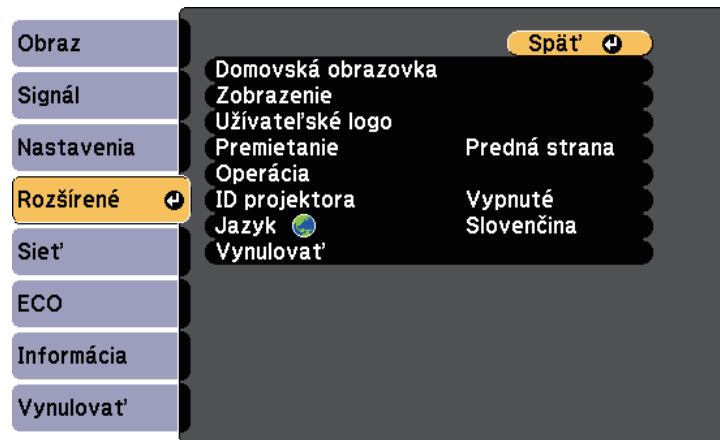 Obraz
Signál
Nastavenia
Rozšírené
Sieť
ECO
Informácia
Vynulovať
Späť
Domovská obrazovka
Zobrazenie
Užívateľské logo
Premietanie Predná strana
Operácia
ID projektora Vypnuté
Jazyk Slovenčina
Vynulovať